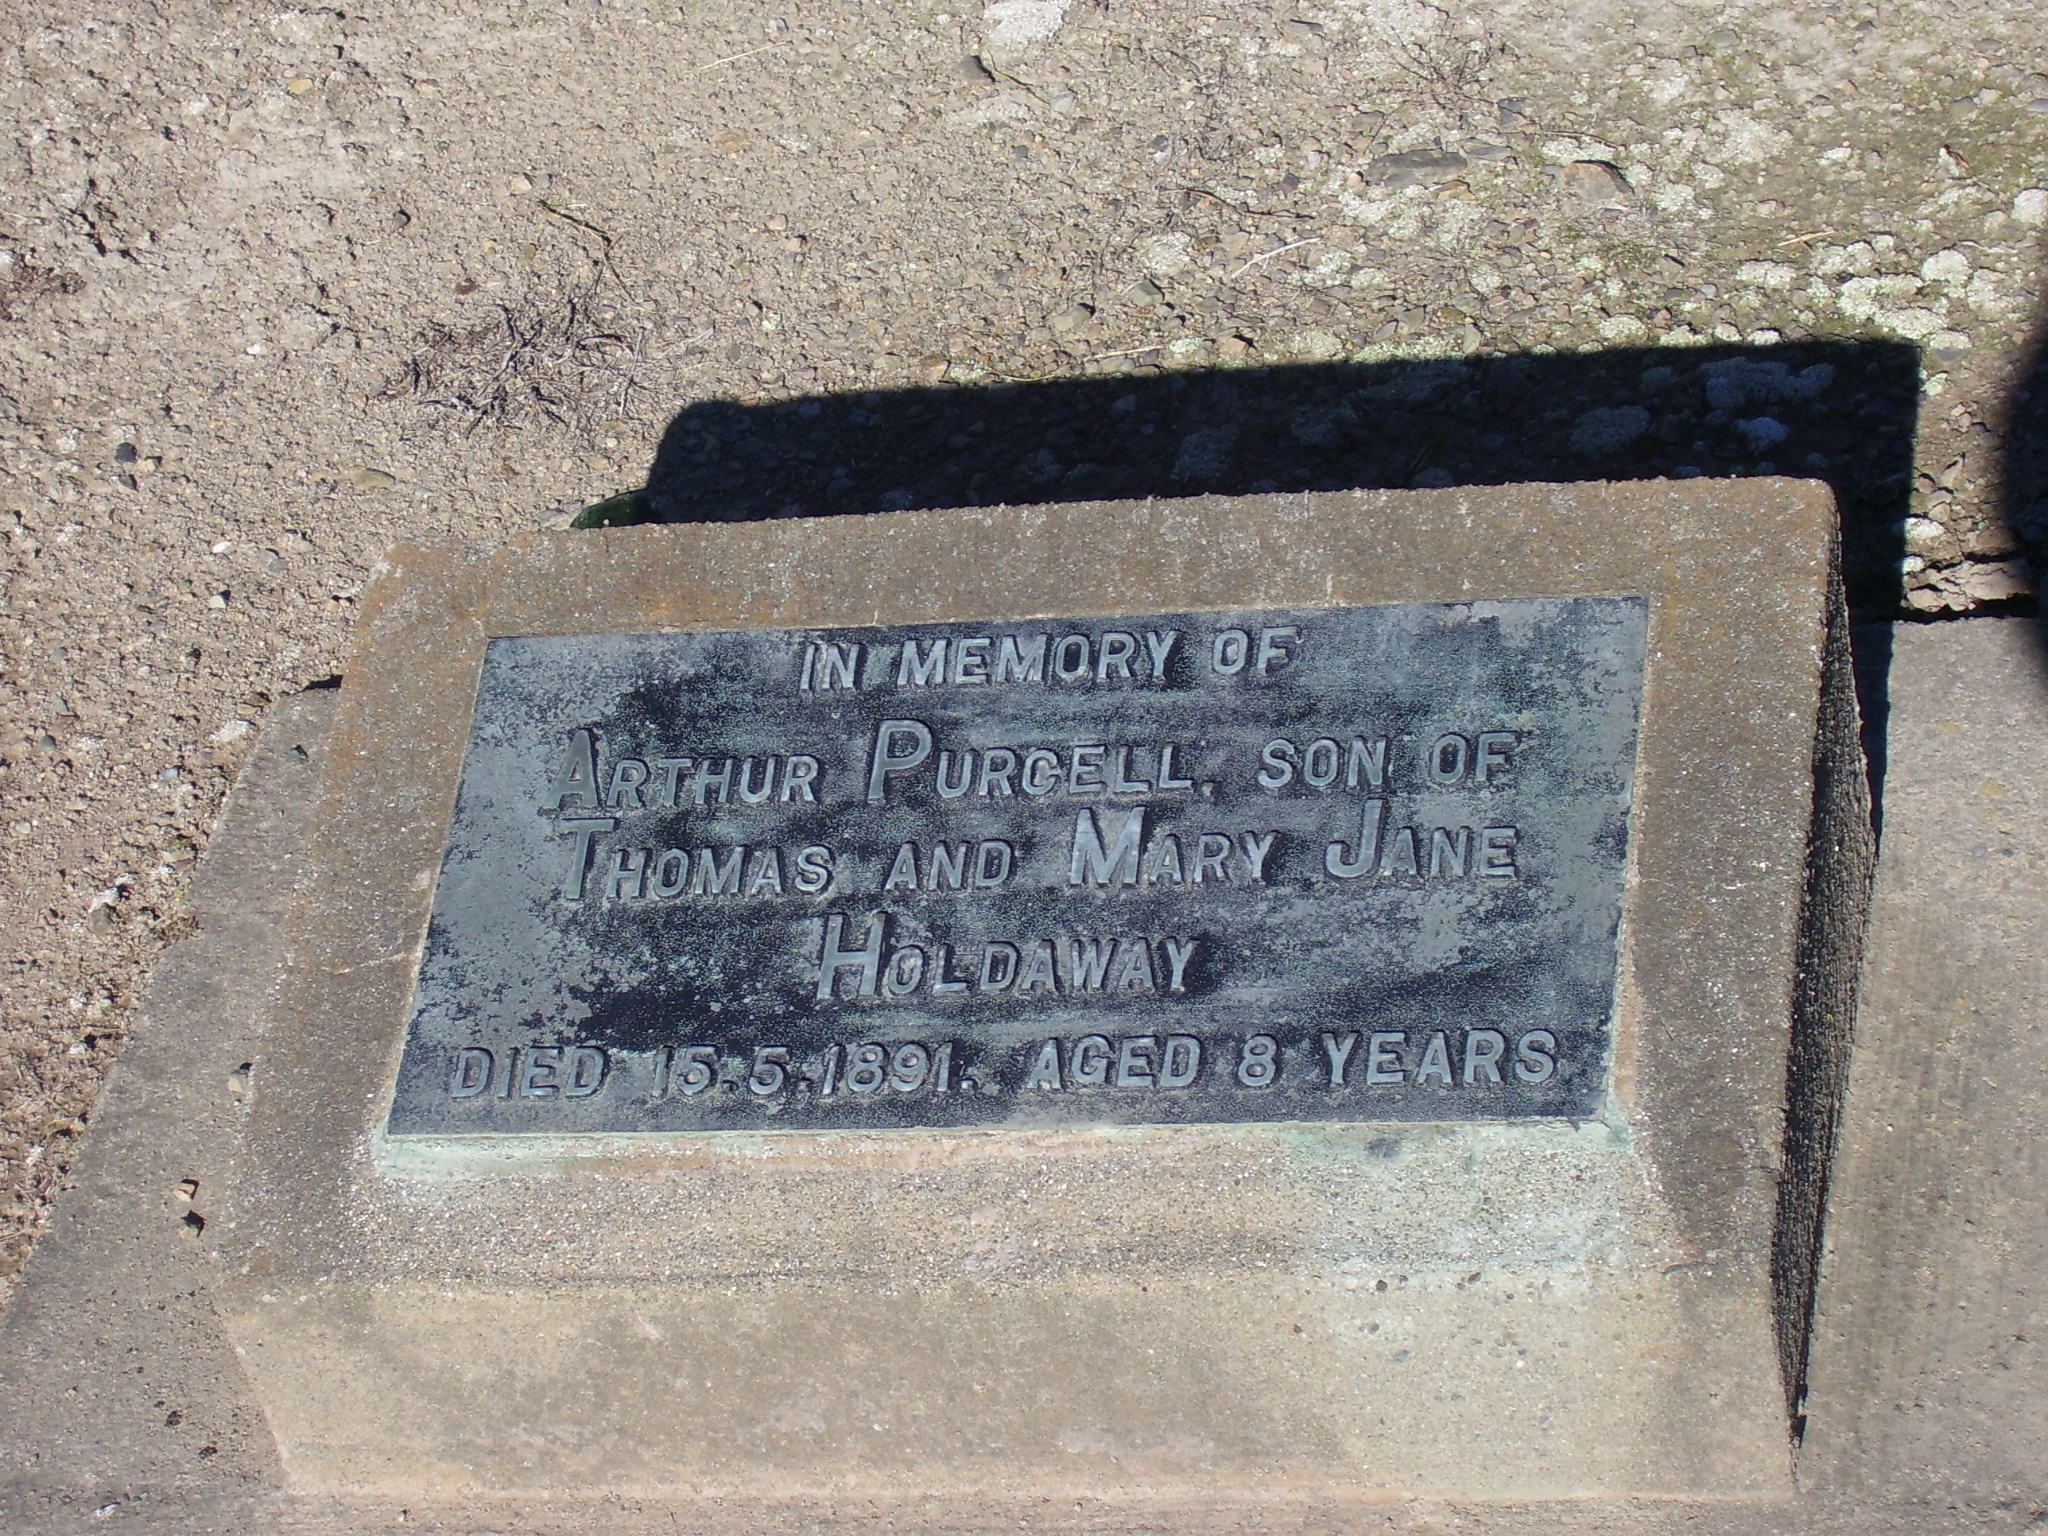 IN MEMORY OF
ARTHUR PURCELL, SON OF
THOMAS AND MARY JANE
HOLDAWAY
DIED 15.5.1891. AGED 8 YEARS